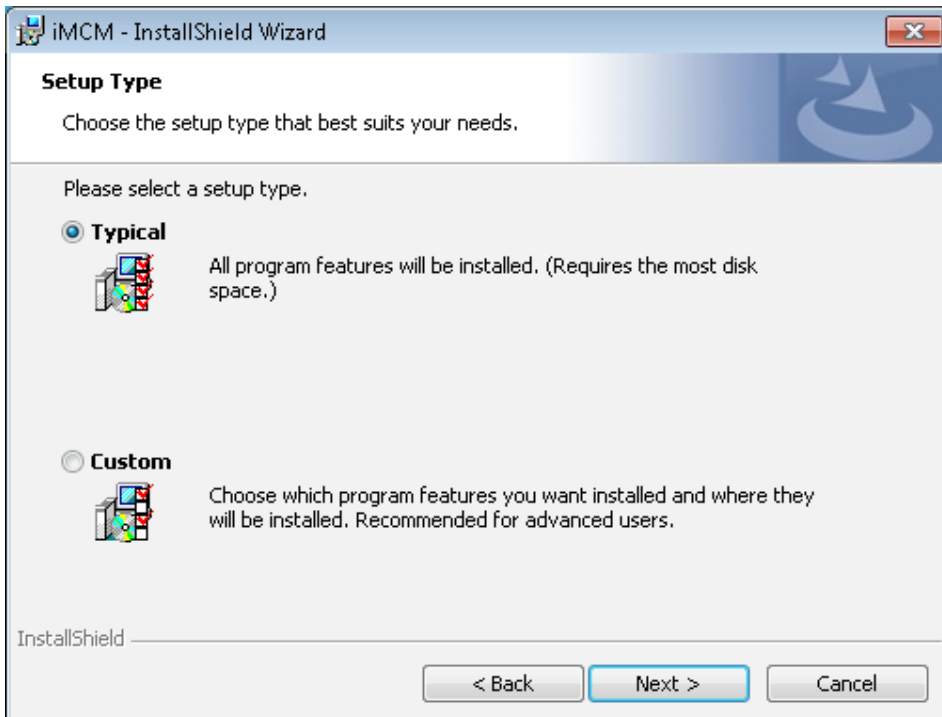 iMCM - InstallShield Wizard
Setup Type
Choose the setup type that best suits your needs.
Please select a setup type.
Typical
All program features will be installed. (Requires the most disk
space.)
Custom
Choose which program features you want installed and where they
will be installed. Recommended for advanced users.
InstallShield
< Back
Next >
Cancel